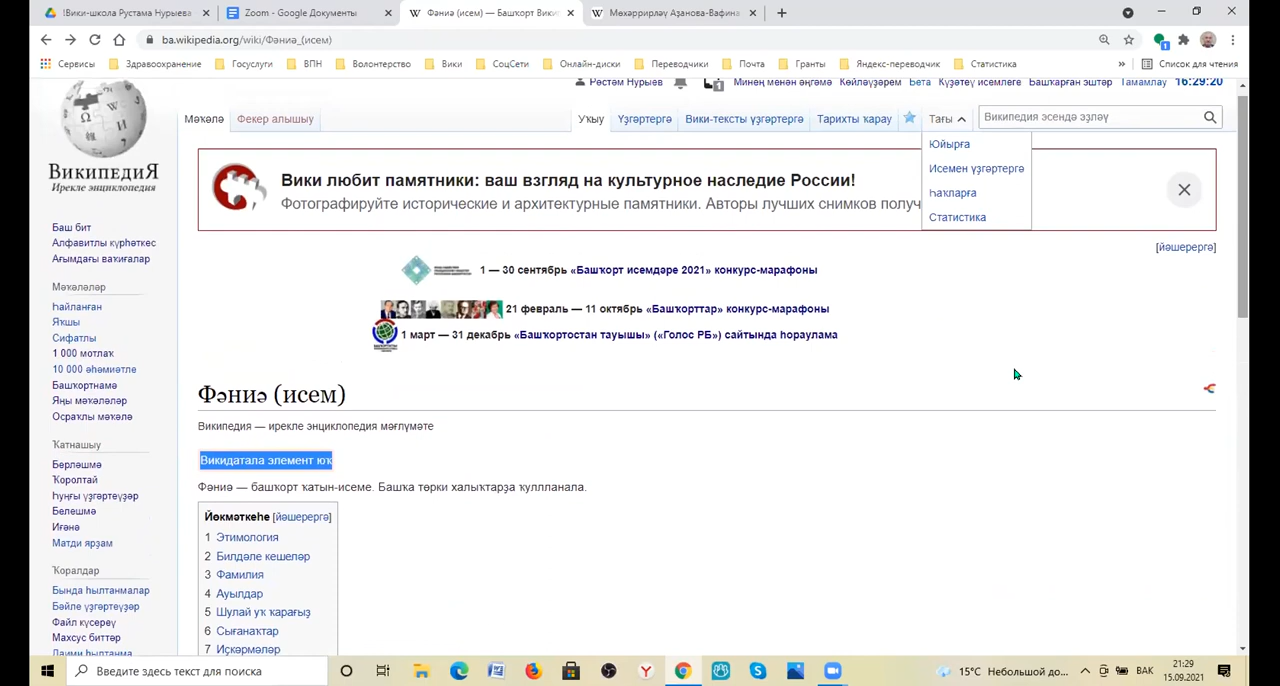 !Вики-школа Рустама Нурыева
Zoom - Google Документы
Фәниә (исем) — Башҡорт Вики
Мөхәррирләү Аҙанова-Вафина
ba.wikipedia.org/wiki/Фәниә_(исем)
Сервисы
Здравоохранение
Госуслуги
ВПН
Волонтерство
Вики
СоцСети
Онлайн-диски
Переводчики
Почта
Гранты
Яндекс-переводчик
Статистика
»
Список для чтения
Рөстәм Нурыев
1
Минең менән әңгәмә
Көйләүҙәрем
Бета
Күҙәтеү исемлеге
Башҡарған эштәр
Тамамлау
16:29:20
Мәҡәлә
Фекер алышыу
Уҡыу
Үҙгәртергә
Вики-тексты үҙгәртергә
Тарихты ҡарау
Тағы
Википедия эсендә эҙләү
Юйырға
Исемен үҙгәртергә
Һаҡларға
Статистика
ВикипедиЯ
Ирекле энциклопедия
Вики любит памятники: ваш взгляд на культурное наследие России!
Фотографируйте исторические и архитектурные памятники. Авторы лучших снимков получ
[йәшерергә]
1 — 30 сентябрь «Башҡорт исемдәре 2021» конкурс-марафоны
21 февраль — 11 октябрь «Башҡорттар» конкурс-марафоны
1 март — 31 декабрь «Башҡортостан тауышы» («Голос РБ») сайтында һораулама
Баш бит
Алфавитлы күрһәткес
Ағымдағы ваҡиғалар
Мәҡәләләр
Һайланған
Яҡшы
Сифатлы
1 000 мотлаҡ
10 000 әһәмиәтле
Башҡортнамә
Яңы мәҡәләләр
Осраҡлы мәҡәлә
Ҡатнашыу
Берләшмә
Ҡоролтай
Һуңғы үҙгәртеүҙәр
Белешмә
Иғәнә
Матди ярҙам
Ҡоралдар
Бында һылтанмалар
Бәйле үҙгәртеүҙәр
Файл күсереү
Махсус биттәр
Даими һылтанма
Фәниә (исем)
Википедия — ирекле энциклопедия мәғлүмәте
Викидатала элемент юҡ
Фәниә — башҡорт ҡатын-исеме. Башҡа төрки халыҡтарҙа ҡуллпанала.
Йөкмәткеһе [йәшерергә]
1 Этимология
2 Билдәле кешеләр
3 Фамилия
4 Ауылдар
5 Шулай уҡ ҡарағыҙ
6 Сығанаҡтар
7 Иҫкәрмәләр
Введите здесь текст для поиска
15°C Небольшой до...
ВАК
21:29
15.09.2021